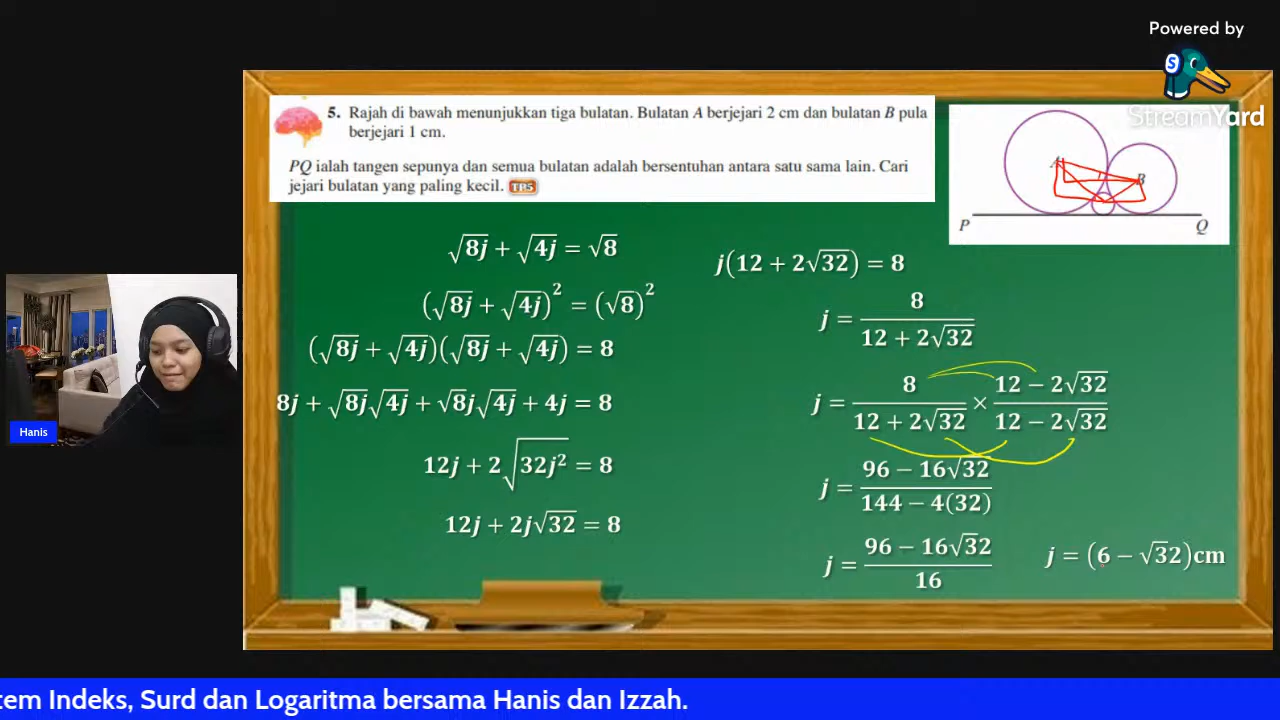 Powered by
StreamYard
5. Rajah di bawah menunjukkan tiga bulatan. Bulatan A berjejari 2 cm dan bulatan B pula
berjejari 1 cm.
PQ ialah tangen sepunya dan semua bulatan adalah bersentuhan antara satu sama lain. Cari
jejari bulatan yang paling kecil. TP5
A
B
P
Q
√8j + √4j = √8
(√8j + √4j)² = (√8)²
(√8j + √4j)(√8j + √4j) = 8
8j + √8j√4j + √8j√4j + 4j = 8
12j + 2√32j² = 8
12j + 2j√32 = 8
j(12 + 2√32) = 8
j = 8 / (12 + 2√32)
j = 8 / (12 + 2√32) × (12 − 2√32) / (12 − 2√32)
j = (96 − 16√32) / (144 − 4(32))
j = (96 − 16√32) / 16
j = (6 − √32)cm
Hanis
tem Indeks, Surd dan Logaritma bersama Hanis dan Izzah.